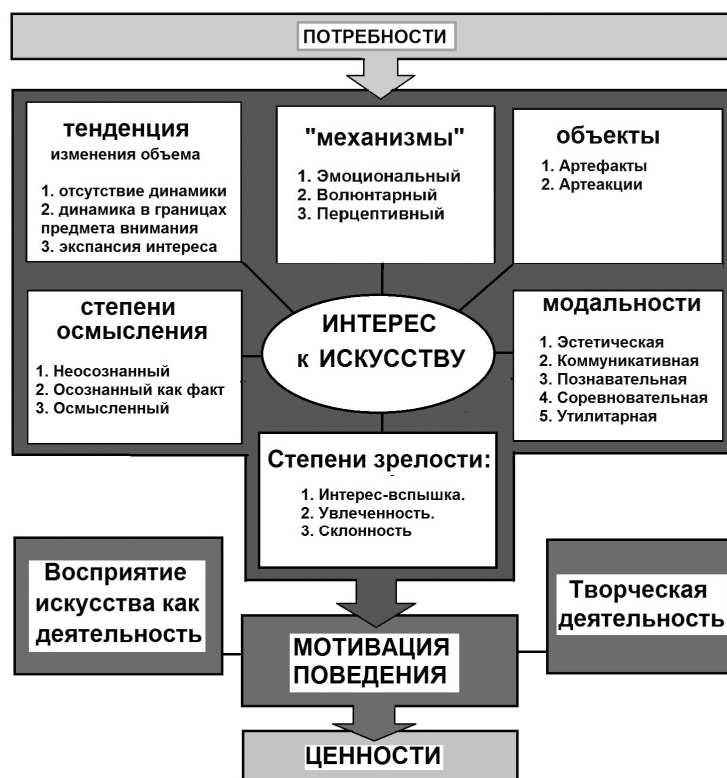 ПОТРЕБНОСТИ
тенденция
изменения объема
1. отсутствие динамики
2. динамика в границах
предмета внимания
3. экспансия интереса
"механизмы"
1. Эмоциональный
2. Волюнтарный
3. Перцептивный
объекты
1. Артефакты
2. Артеакции
степени
осмысления
1. Неосознанный
2. Осознанный как факт
3. Осмысленный
ИНТЕРЕС
к ИСКУССТВУ
модальности
1. Эстетическая
2. Коммуникативная
3. Познавательная
4. Соревновательная
5. Утилитарная
Степени зрелости:
1. Интерес-вспышка.
2. Увлеченность.
3. Склонность
Восприятие
искусства как
деятельность
МОТИВАЦИЯ
ПОВЕДЕНИЯ
Творческая
деятельность
ЦЕННОСТИ